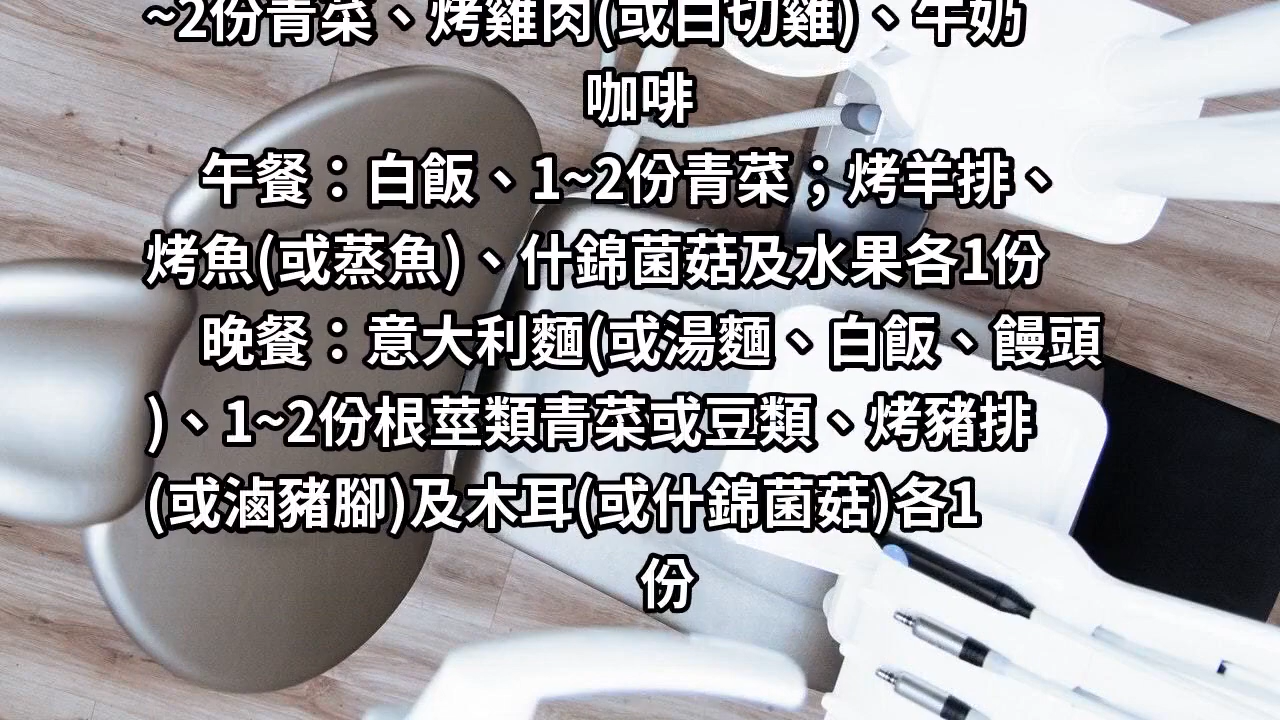 ~2份青菜、烤雞肉(或白切雞)、牛奶
咖啡
午餐：白飯、1~2份青菜；烤羊排、
烤魚(或蒸魚)、什錦菌菇及水果各1份
晚餐：意大利麵(或湯麵、白飯、饅頭
)、1~2份根莖類青菜或豆類、烤豬排
(或滷豬腳)及木耳(或什錦菌菇)各1
份